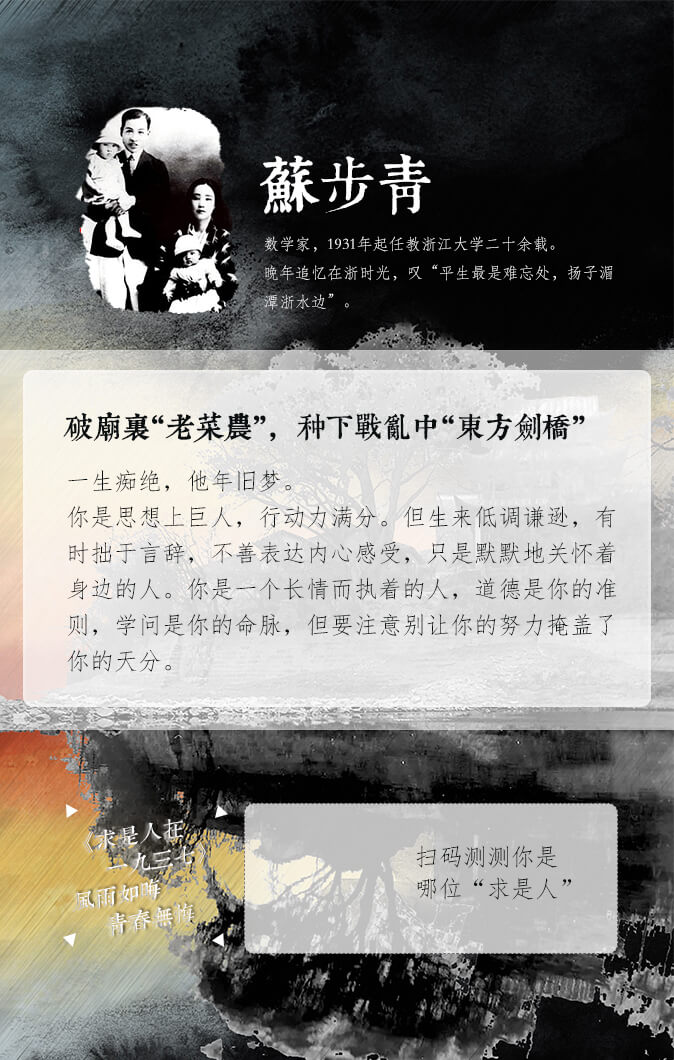 蘇步青
数学家，1931年起任教浙江大学二十余载。
晚年追忆在浙时光，叹“平生最是难忘处，扬子湄
潭浙水边”。
破廟裏“老菜農”，种下戰亂中“東方劍橋”
一生痴绝，他年旧梦。
你是思想上巨人，行动力满分。但生来低调谦逊，有
时拙于言辞，不善表达内心感受，只是默默地关怀着
身边的人。你是一个长情而执着的人，道德是你的准
则，学问是你的命脉，但要注意别让你的努力掩盖了
你的天分。
〈求是人在
一九三七〉
風雨如晦
青春無悔
扫码测测你是
哪位“求是人”